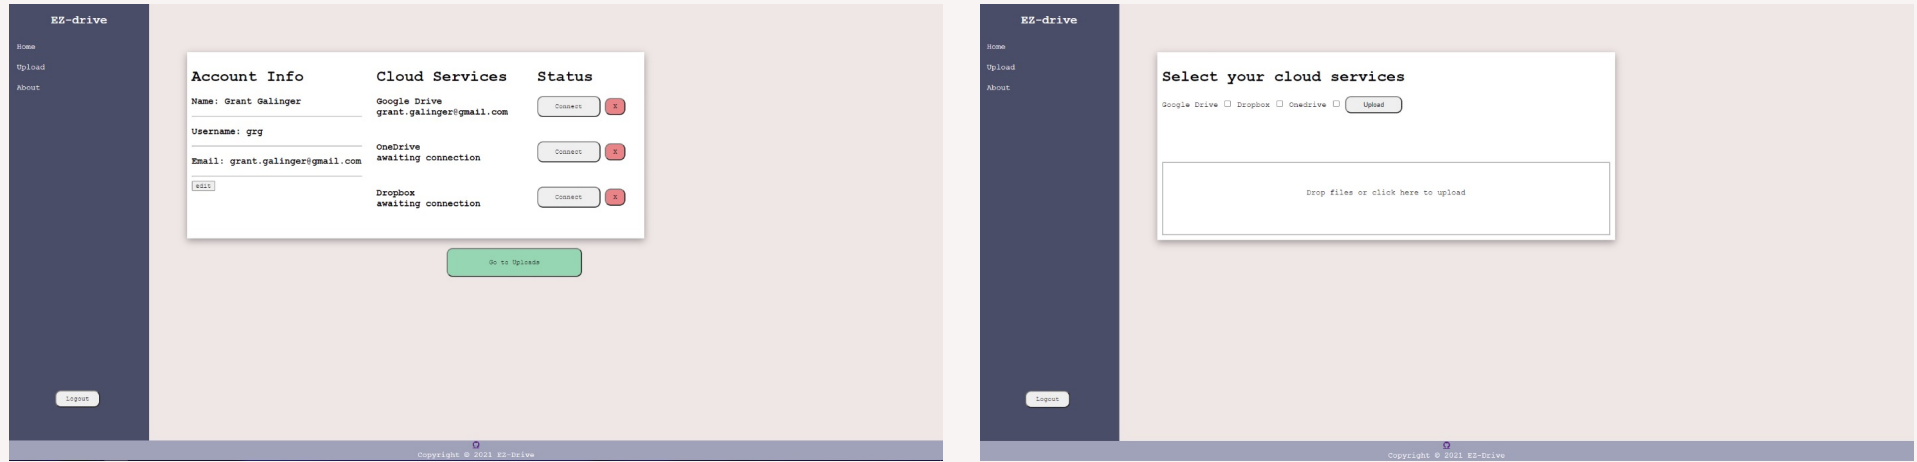 EZ-drive
Home
Upload
About
Logout
Account Info
Name: Grant Galinger
Username: grg
Email: grant.galinger@gmail.com
edit
Cloud Services
Google Drive
grant.galinger@gmail.com
OneDrive
awaiting connection
Dropbox
awaiting connection
Status
Connect X
Connect X
Connect X
Go to Uploads
Copyright © 2021 EZ-Drive
EZ-drive
Home
Upload
About
Logout
Select your cloud services
Google Drive Dropbox Onedrive Upload
Drop files or click here to upload
Copyright © 2021 EZ-Drive